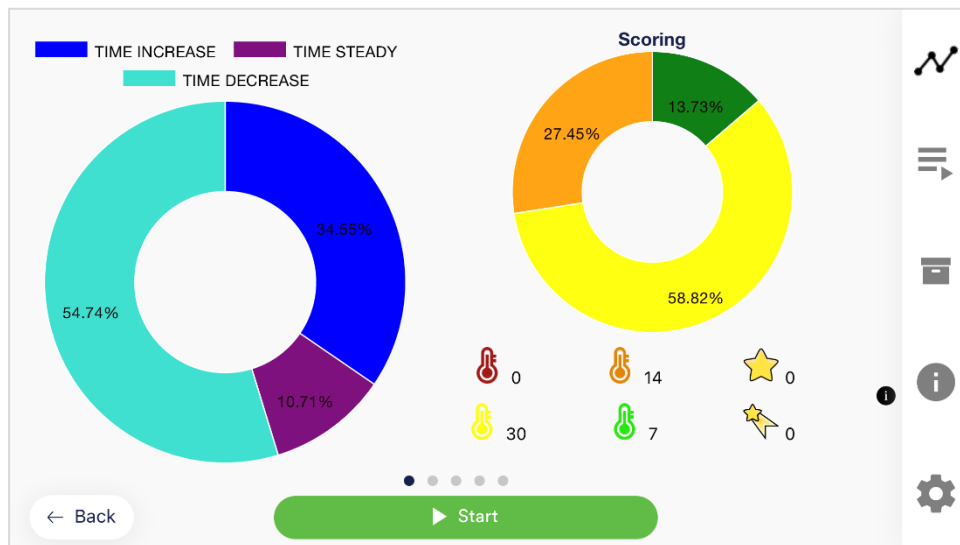 TIME INCREASE TIME STEADY
TIME DECREASE
34.55%
54.74%
10.71%
Scoring
13.73%
27.45%
58.82%
0 14 0
30 7 0
i
i
← Back
Start